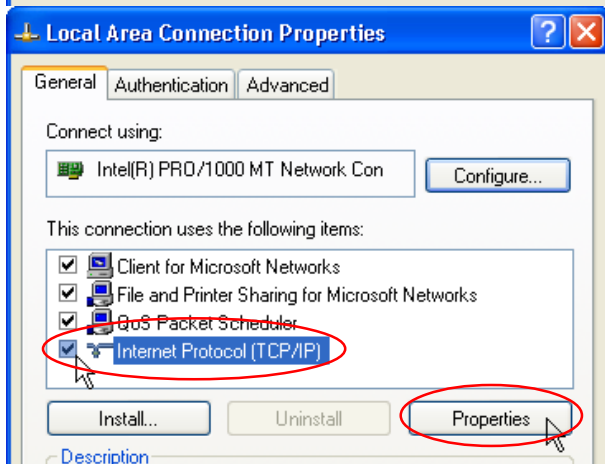 Local Area Connection Properties
General Authentication Advanced
Connect using:
Intel(R) PRO/1000 MT Network Con Configure...
This connection uses the following items:
Client for Microsoft Networks
File and Printer Sharing for Microsoft Networks
QoS Packet Scheduler
Internet Protocol (TCP/IP)
Install... Uninstall Properties
Description